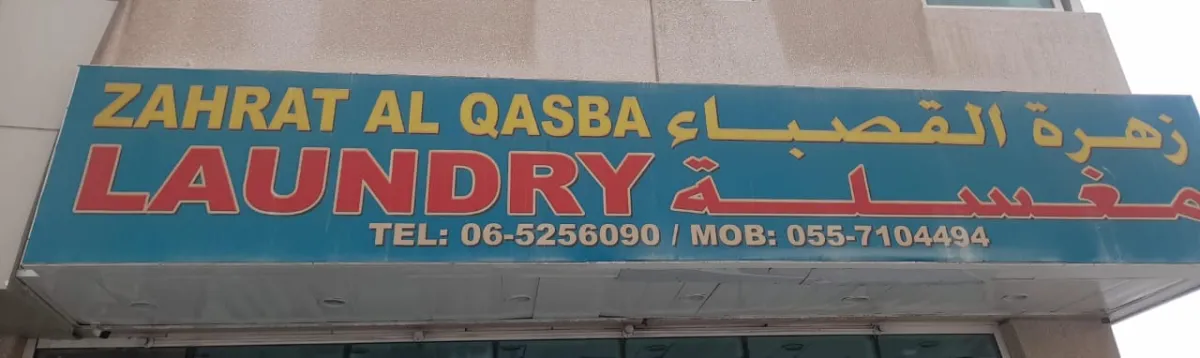 ZAHRAT AL QASBA زهرة القصباء
LAUNDRY مغسلة
TEL: 06-5256090 / MOB: 055-7104494